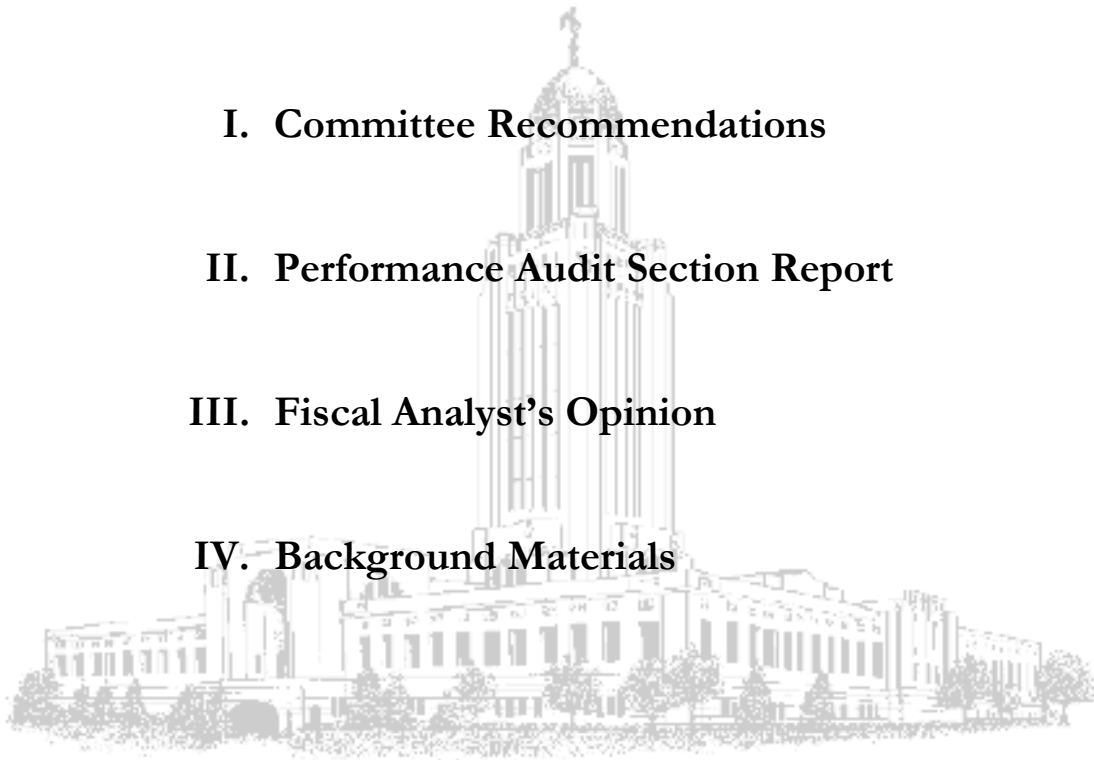 I. Committee Recommendations
II. Performance Audit Section Report
III. Fiscal Analyst’s Opinion
IV. Background Materials